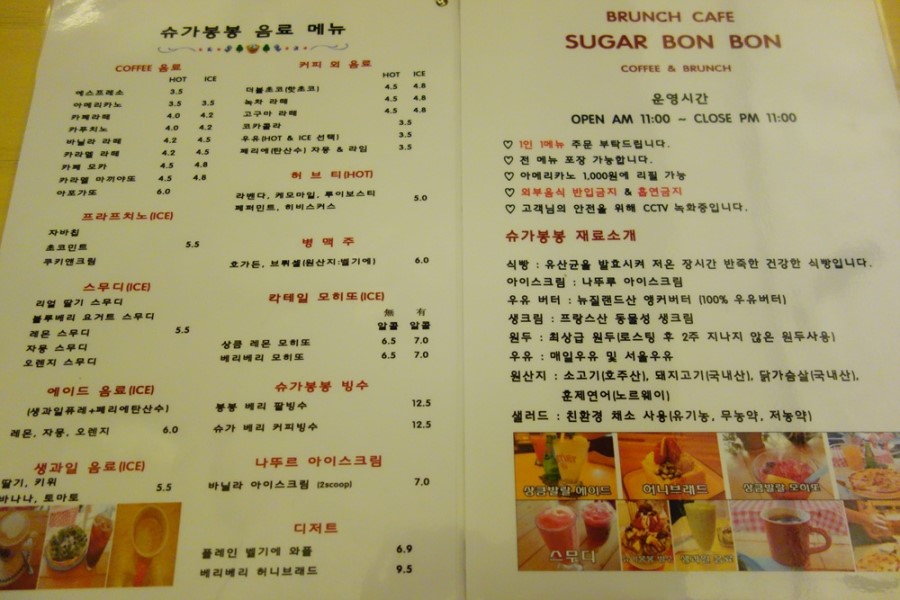 슈가봉봉 음료 메뉴
COFFEE 음료
HOT ICE
에스프레소 3.5
아메리카노 3.5 3.5
카페라떼 4.0 4.2
카푸치노 4.0 4.2
바닐라 라떼 4.2 4.5
카라멜 라떼 4.2 4.5
카페 모카 4.5 4.8
카라멜 마끼야또 4.5 4.8
아포가또 6.0
프라프치노(ICE)
자바칩
초코민트 5.5
쿠키앤크림
스무디(ICE)
리얼 딸기 스무디
블루베리 요거트 스무디
레몬 스무디 5.5
자몽 스무디
오렌지 스무디
에이드 음료(ICE)
(생과일퓨레+페리에탄산수)
레몬, 자몽, 오렌지 6.0
생과일 음료(ICE)
딸기, 키위 5.5
바나나, 토마토
커피 외 음료
HOT ICE
더블초코(핫초코) 4.5 4.8
녹차 라떼 4.5 4.8
고구마 라떼 4.5 4.8
코카콜라 3.5
우유(HOT & ICE 선택) 3.5
페리에(탄산수) 자몽 & 라임 3.5
허브 티(HOT)
라벤다, 케모마일, 루이보스티 5.0
페퍼민트, 히비스커스
병 맥 주
호가든, 브뤼셀(원산지:벨기에) 6.0
칵테일 모히또(ICE)
無 有
알콜 알콜
상큼 레몬 모히또 6.5 7.0
베리베리 모히또 6.5 7.0
슈가봉봉 빙수
봉봉 베리 팥빙수 12.5
슈가 베리 커피빙수 12.5
나뚜르 아이스크림
바닐라 아이스크림 (2scoop) 7.0
디저트
플레인 벨기에 와플 6.9
베리베리 허니브래드 9.5
BRUNCH CAFE
SUGAR BON BON
COFFEE & BRUNCH
운영시간
OPEN AM 11:00 ~ CLOSE PM 11:00
♡ 1인 1메뉴 주문 부탁드립니다.
♡ 전 메뉴 포장 가능합니다.
♡ 아메리카노 1,000원에 리필 가능
♡ 외부음식 반입금지 & 흡연금지
♡ 고객님의 안전을 위해 CCTV 녹화중입니다.
슈가봉봉 재료소개
식빵 : 유산균을 발효시켜 저온 장시간 반죽한 건강한 식빵입니다.
아이스크림 : 나뚜루 아이스크림
우유 버터 : 뉴질랜드산 앵커버터 (100% 우유버터)
생크림 : 프랑스산 동물성 생크림
원두 : 최상급 원두(로스팅 후 2주 지나지 않은 원두사용)
우유 : 매일우유 및 서울우유
원산지 : 소고기(호주산), 돼지고기(국내산), 닭가슴살(국내산),
훈제연어(노르웨이)
샐러드 : 친환경 채소 사용(유기농, 무농약, 저농약)
상큼발랄 에이드
허니브래드
상큼발랄 모히또
스무디